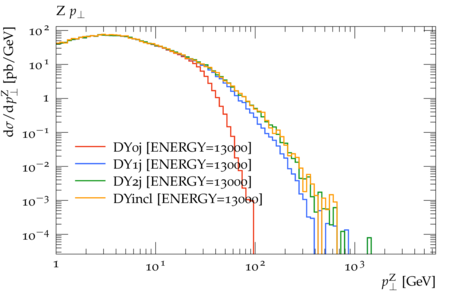 Z p⊥
dσ/dp⊥^Z [pb/GeV]
10²
10¹
1
10⁻¹
10⁻²
10⁻³
10⁻⁴
DY0j [ENERGY=13000]
DY1j [ENERGY=13000]
DY2j [ENERGY=13000]
DYincl [ENERGY=13000]
1 10¹ 10² 10³
p⊥^Z [GeV]